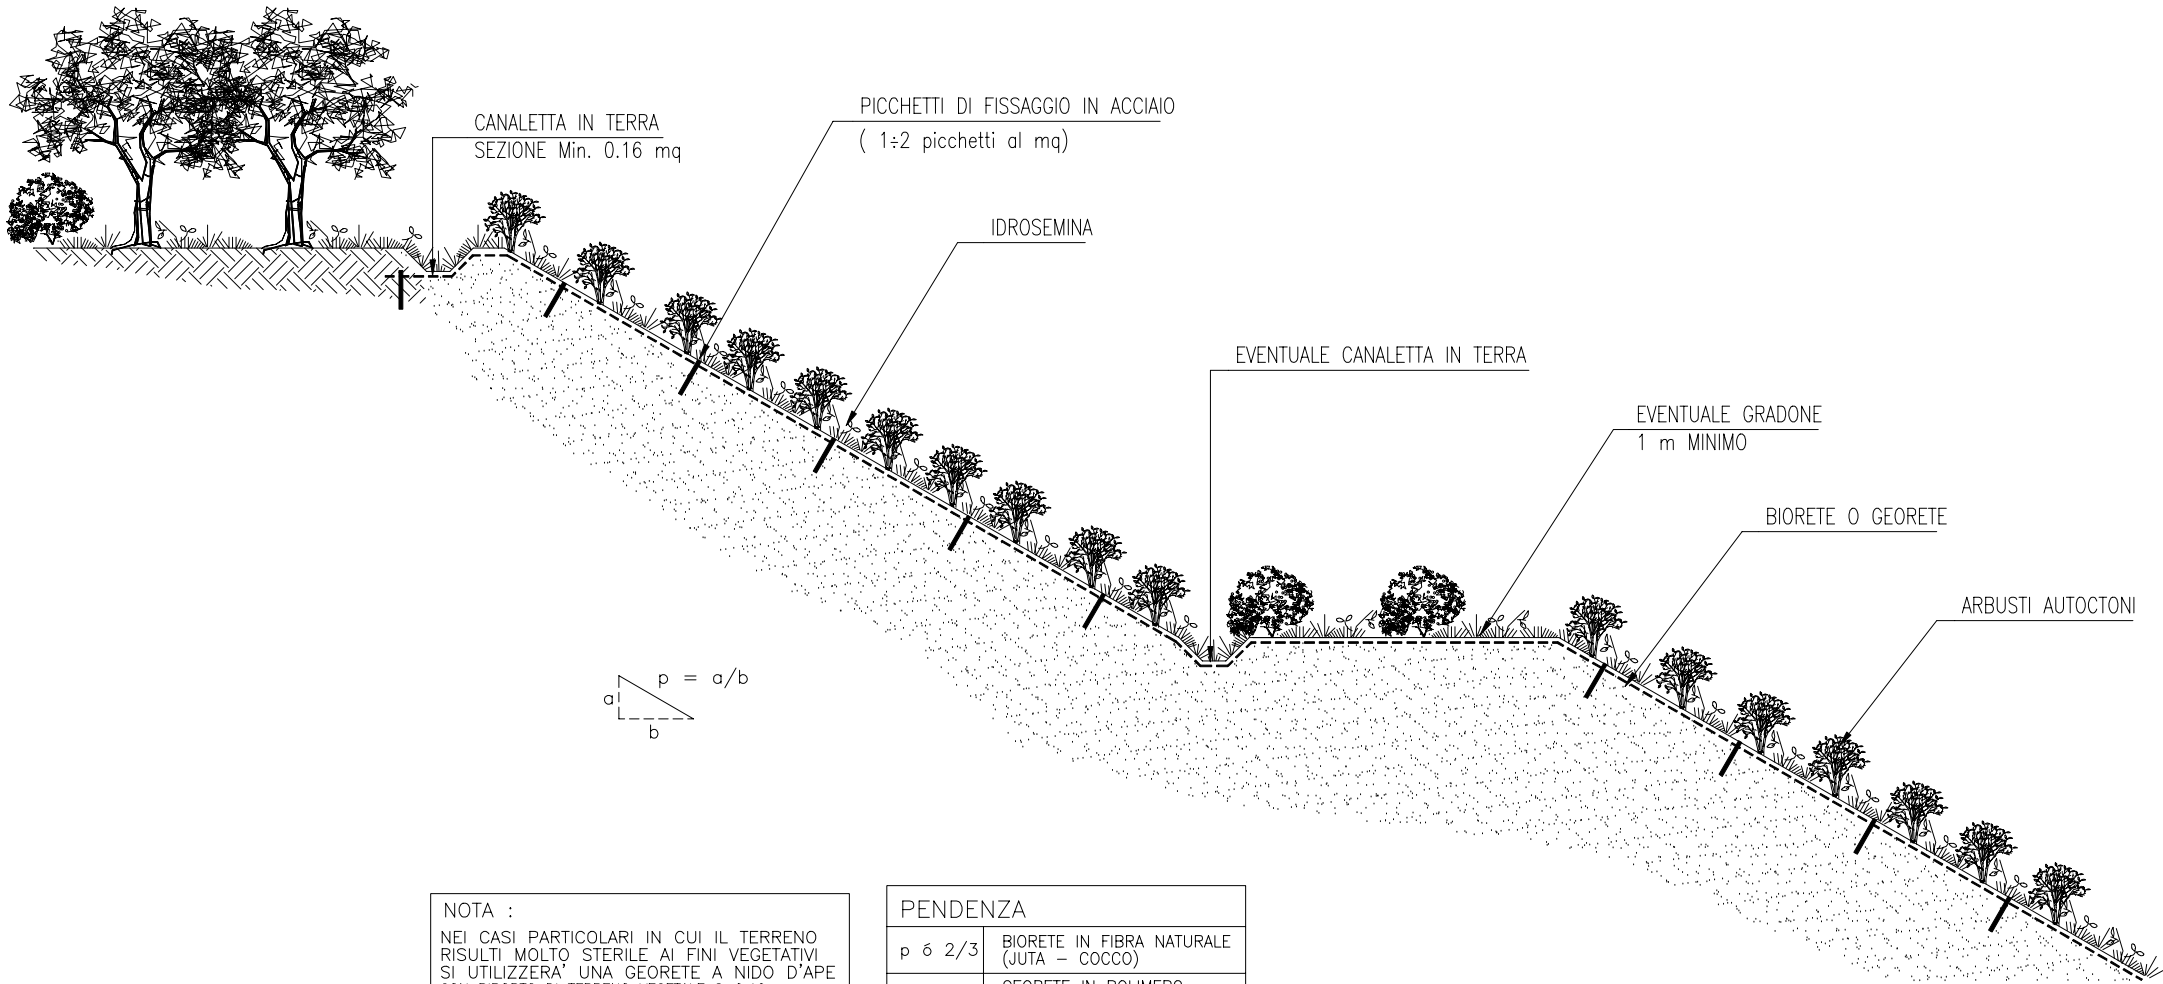 CANALETTA IN TERRA
SEZIONE Min. 0.16 mq
PICCHETTI DI FISSAGGIO IN ACCIAIO
( 1÷2 picchetti al mq)
IDROSEMINA
EVENTUALE CANALETTA IN TERRA
EVENTUALE GRADONE
1 m MINIMO
BIORETE O GEORETE
ARBUSTI AUTOCTONI
p = a/b
a
b
NOTA :
NEI CASI PARTICOLARI IN CUI IL TERRENO
RISULTI MOLTO STERILE AI FINI VEGETATIVI
SI UTILIZZERA' UNA GEORETE A NIDO D'APE
PENDENZA
p ó 2/3
BIORETE IN FIBRA NATURALE
(JUTA – COCCO)
GEORETE IN POLIMERO